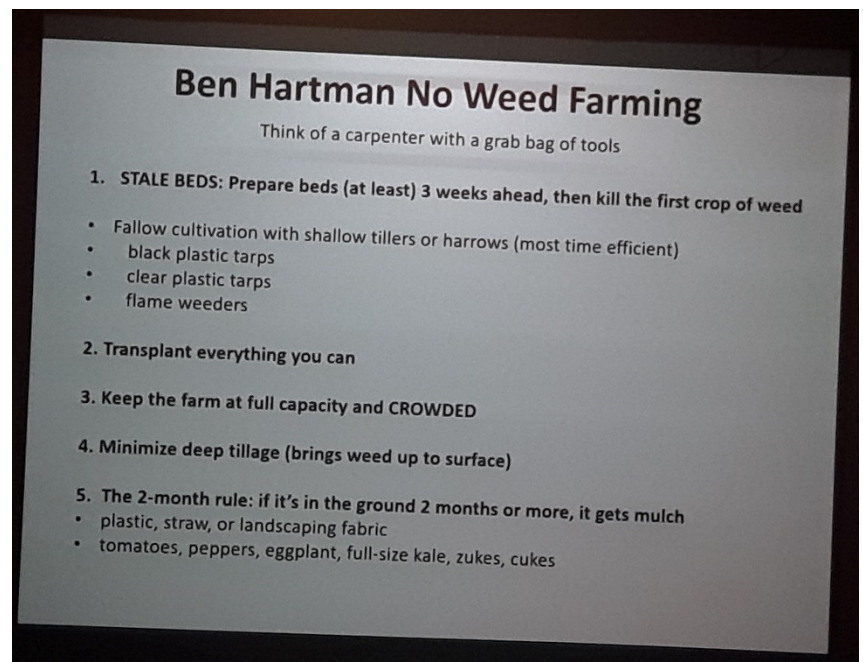 Ben Hartman No Weed Farming
Think of a carpenter with a grab bag of tools
1. STALE BEDS: Prepare beds (at least) 3 weeks ahead, then kill the first crop of weed
• Fallow cultivation with shallow tillers or harrows (most time efficient)
• black plastic tarps
• clear plastic tarps
• flame weeders
2. Transplant everything you can
3. Keep the farm at full capacity and CROWDED
4. Minimize deep tillage (brings weed up to surface)
5. The 2-month rule: if it's in the ground 2 months or more, it gets mulch
• plastic, straw, or landscaping fabric
• tomatoes, peppers, eggplant, full-size kale, zukes, cukes